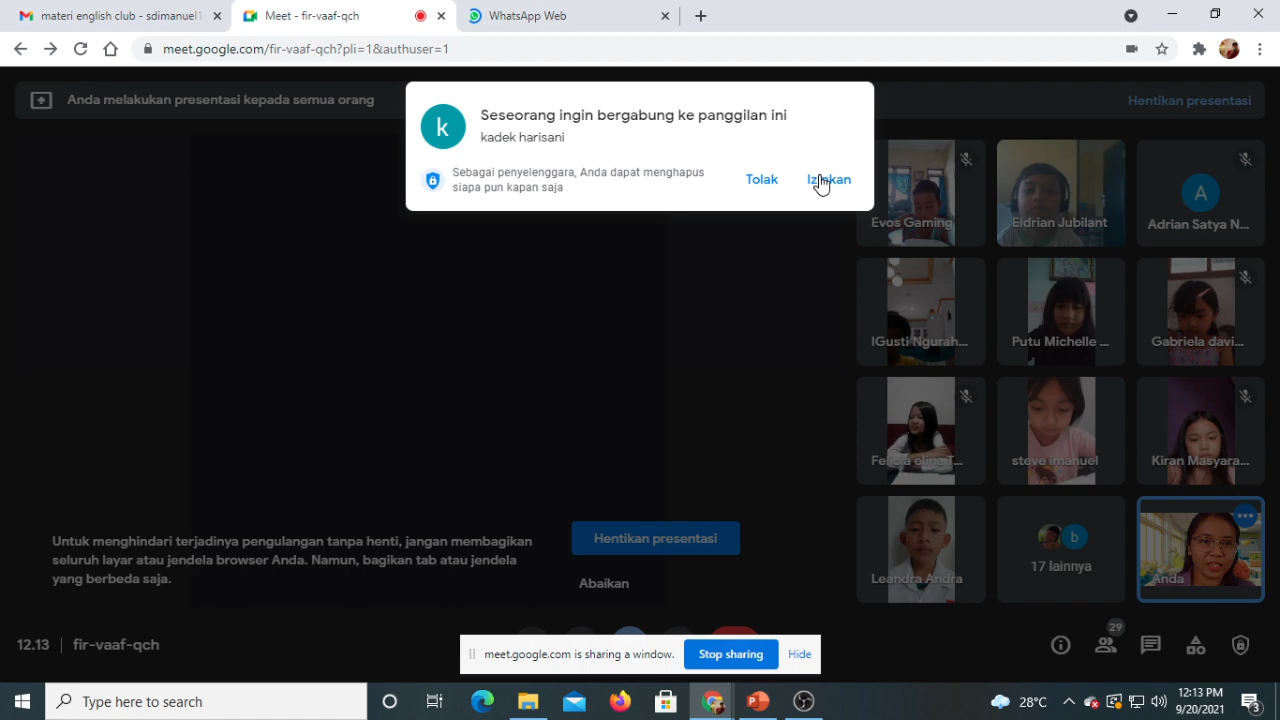 materi english club - sdimanuel1
Meet - fir-vaaf-qch
WhatsApp Web
meet.google.com/fir-vaaf-qch?pli=1&authuser=1
Anda melakukan presentasi kepada semua orang
Hentikan presentasi
k
Seseorang ingin bergabung ke panggilan ini
kadek harisani
Sebagai penyelenggara, Anda dapat menghapus
siapa pun kapan saja
Tolak
Izinkan
Evos Gaming
Eldrian Jubilant
A
Adrian Satya N...
IGusti Ngurah...
Putu Michelle ...
Gabriela davi...
Felicia elina T...
steve imanuel
Kiran Masyara...
Leandra Andra
b
17 lainnya
Anda
Untuk menghindari terjadinya pengulangan tanpa henti, jangan membagikan
seluruh layar atau jendela browser Anda. Namun, bagikan tab atau jendela
yang berbeda saja.
Hentikan presentasi
Abaikan
12.13 | fir-vaaf-qch
29
meet.google.com is sharing a window.
Stop sharing
Hide
Type here to search
28°C
12:13 PM
9/20/2021
3